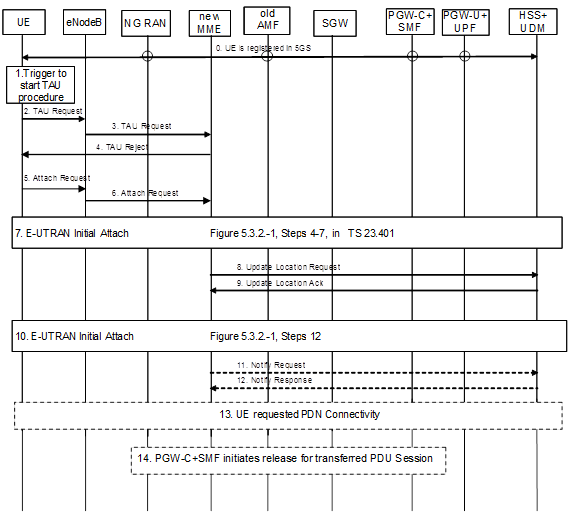 UE
eNodeB
NG RAN
new
MME
old
AMF
SGW
PGW-C+
SMF
PGW-U+
UPF
HSS+
UDM
0. UE is registered in 5GS
1.Trigger to
start TAU
procedure
2. TAU Request
3. TAU Request
4. TAU Reject
5. Attach Request
6. Attach Request
7. E-UTRAN Initial Attach Figure 5.3.2.-1, Steps 4-7, in TS 23.401
8. Update Location Request
9. Update Location Ack
10. E-UTRAN Initial Attach Figure 5.3.2.-1, Steps 12
11. Notify Request
12. Notify Response
13. UE requested PDN Connectivity
14. PGW-C+SMF initiates release for transferred PDU Session